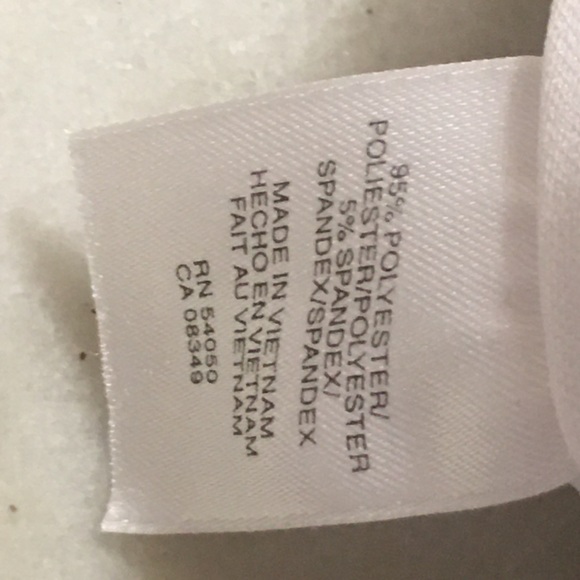 95% POLYESTER/
POLIESTER/POLYESTER
5% SPANDEX/
SPANDEX/SPANDEX
MADE IN VIETNAM
HECHO EN VIETNAM
FAIT AU VIETNAM
RN 54050
CA 08349